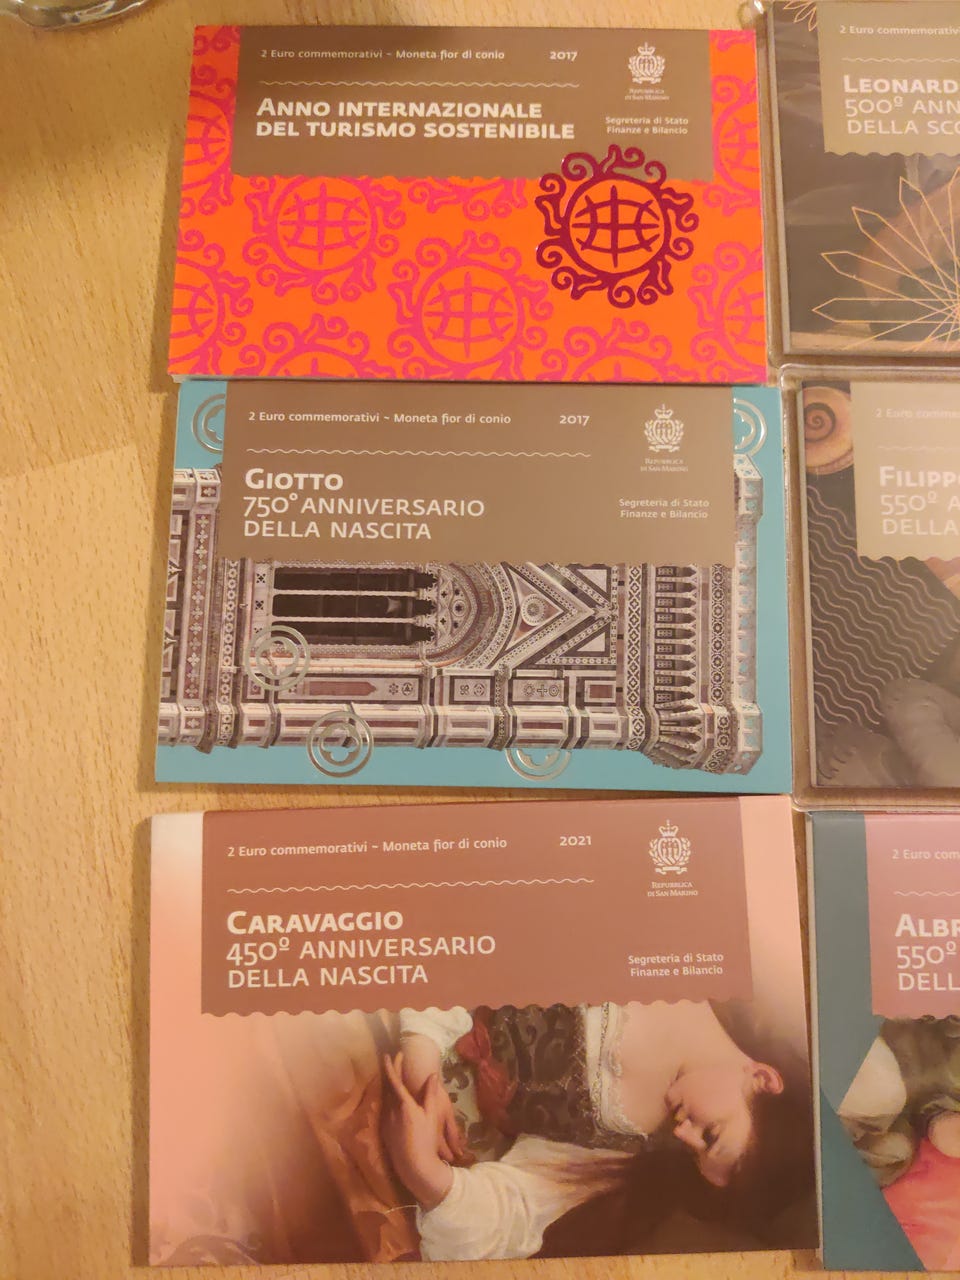 2 Euro commemorativi ~ Moneta fior di conio 2017
ANNO INTERNAZIONALE
DEL TURISMO SOSTENIBILE
REPUBBLICA
DI SAN MARINO
Segreteria di Stato
Finanze e Bilancio
2 Euro commemorativi ~ Moneta fior di conio 2017
GIOTTO
750° ANNIVERSARIO
DELLA NASCITA
REPUBBLICA
DI SAN MARINO
Segreteria di Stato
Finanze e Bilancio
2 Euro commemorativi ~ Moneta fior di conio 2021
CARAVAGGIO
450º ANNIVERSARIO
DELLA NASCITA
REPUBBLICA
DI SAN MARINO
Segreteria di Stato
Finanze e Bilancio
2 Euro commemorativi
LEONARD
500º ANN
DELLA SCO
2 Euro comme
FILIPPO
550º A
DELLA
2 Euro com
ALBR
550º
DELL